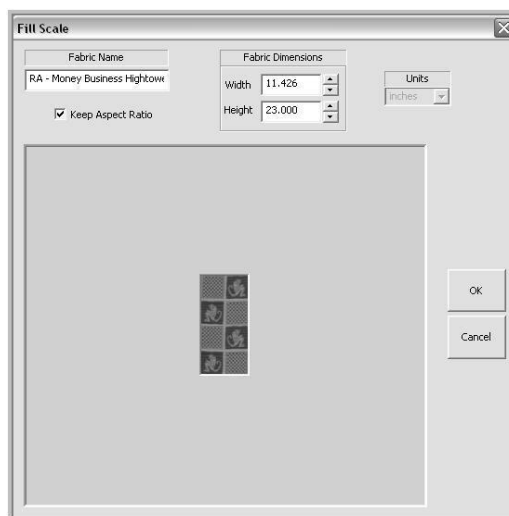 Fill Scale
Fabric Name
RA - Money Business Hightowe
Keep Aspect Ratio
Fabric Dimensions
Width 11.426
Height 23.000
Units
inches
OK
Cancel